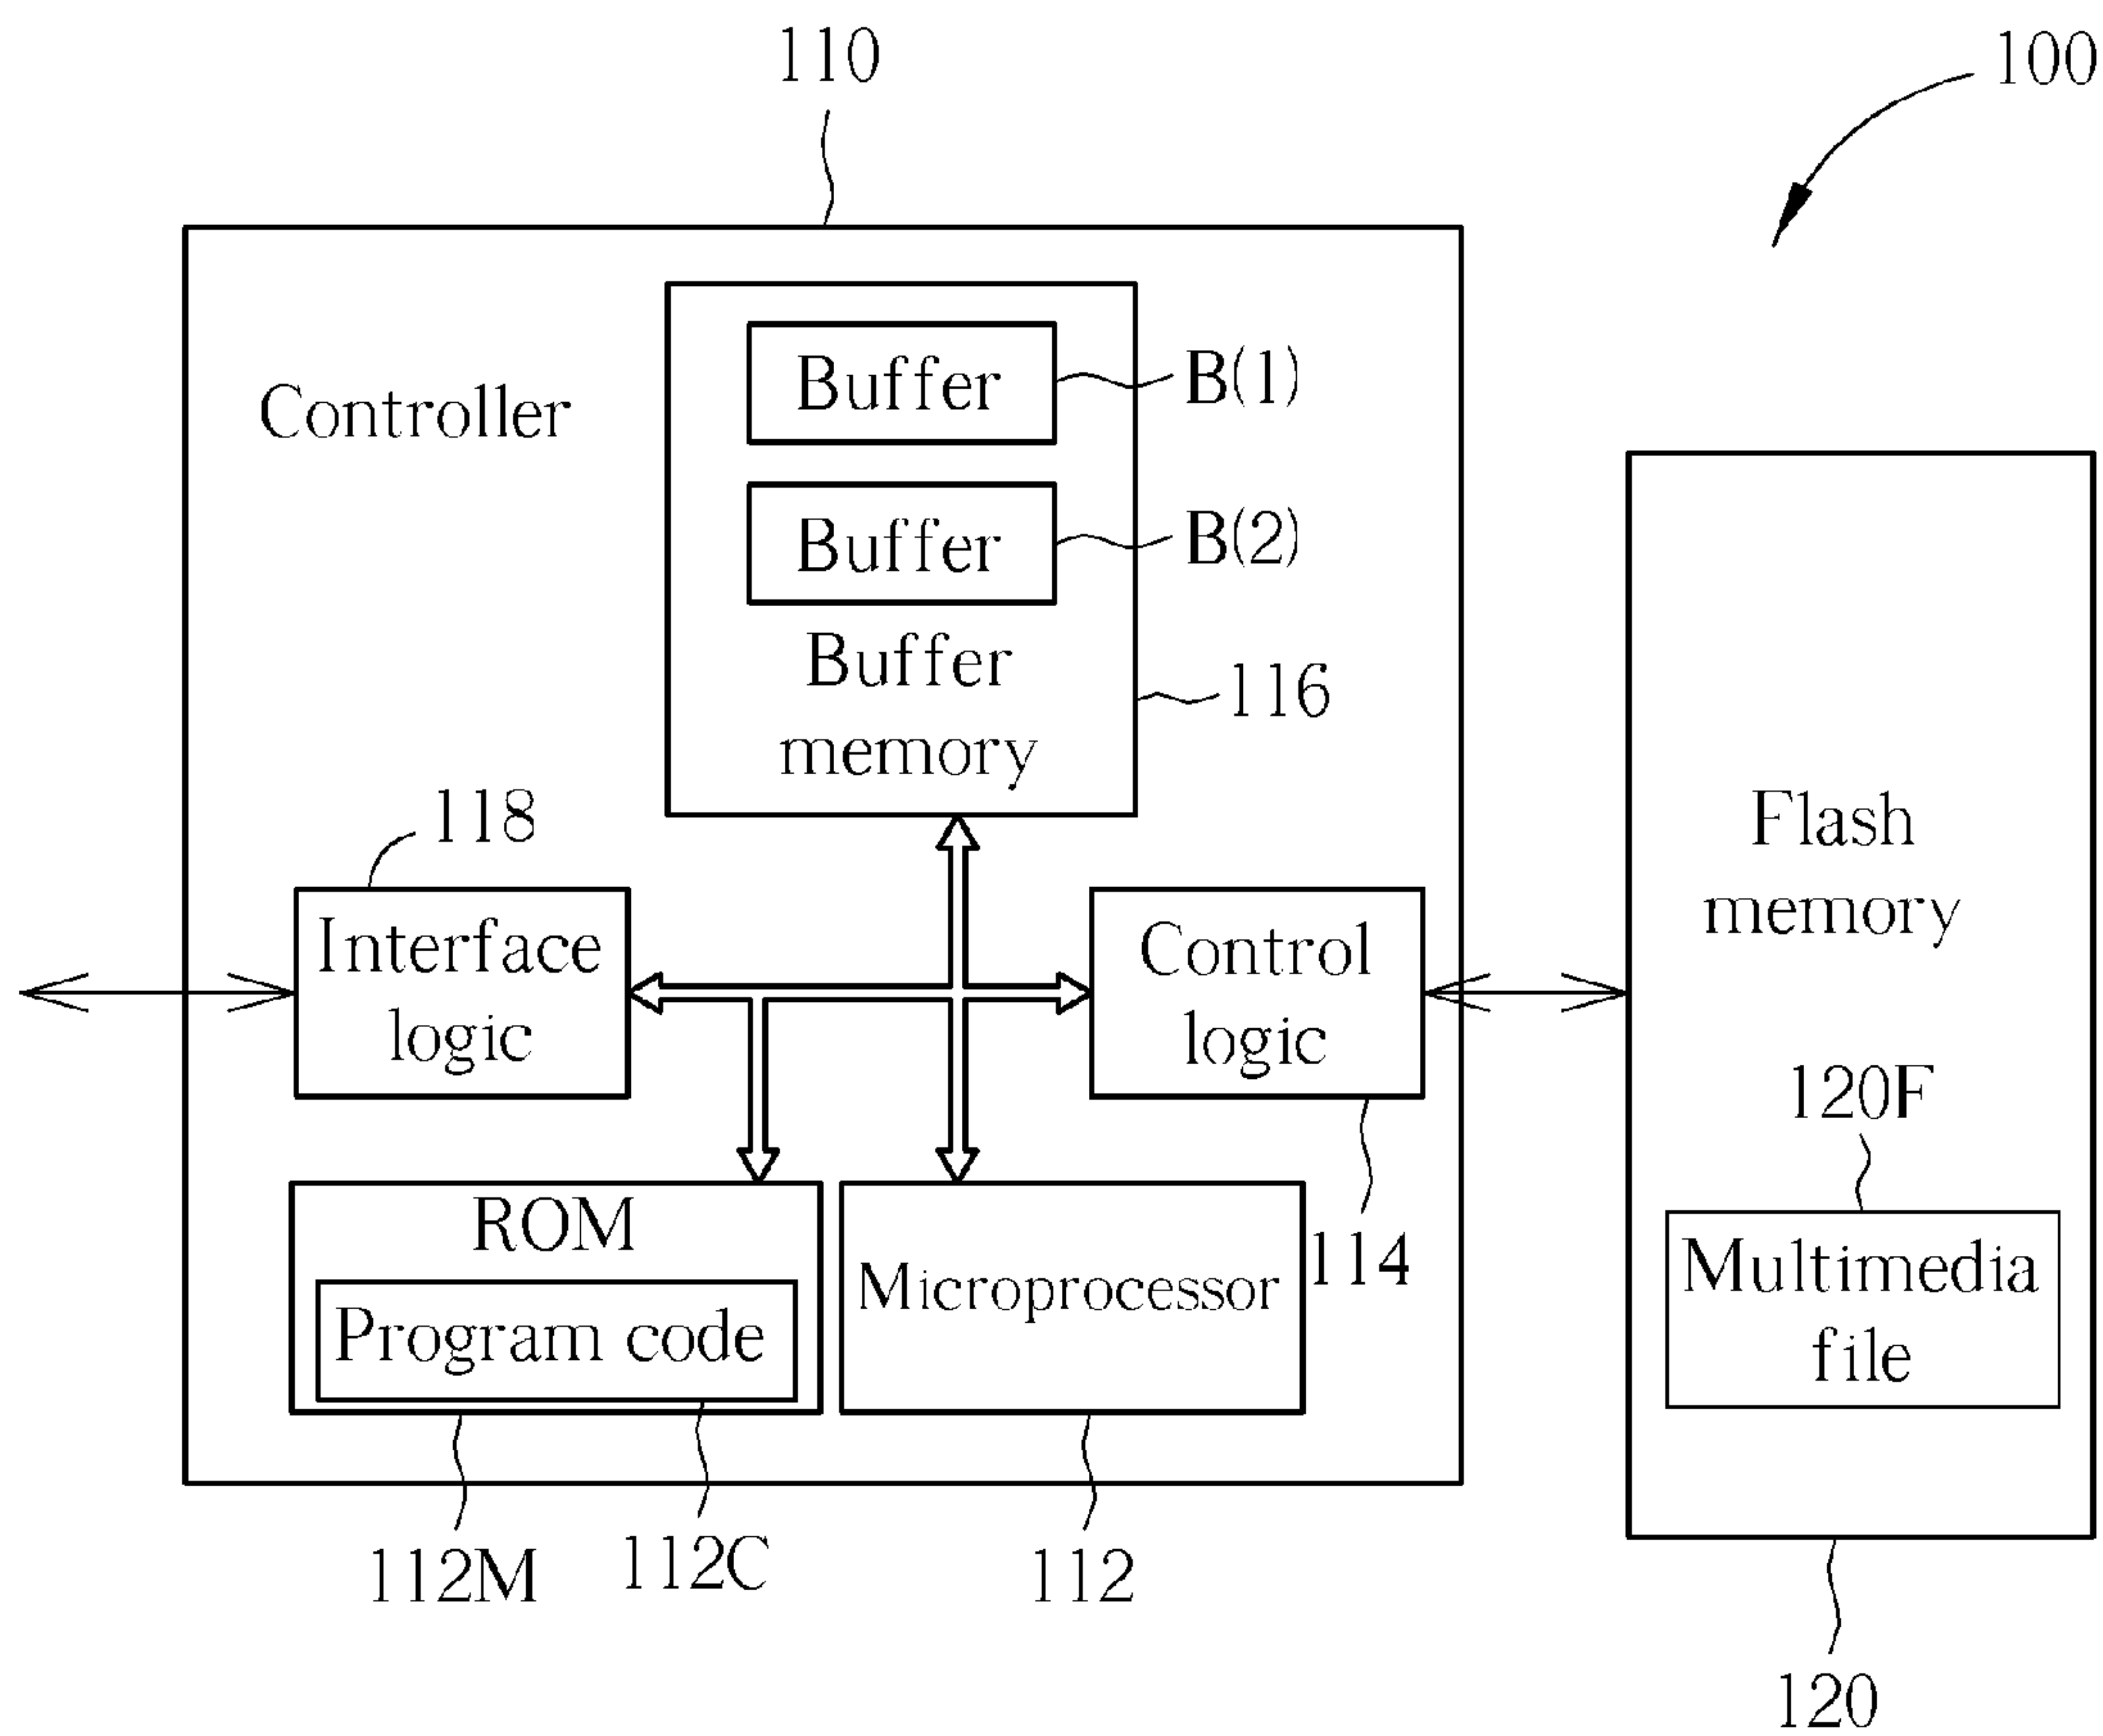 110
100
Controller
Buffer
B(1)
Buffer
B(2)
Buffer
memory
116
118
Interface
logic
Control
logic
Flash
memory
120F
Multimedia
file
ROM
Program code
Microprocessor
114
112M
112C
112
120